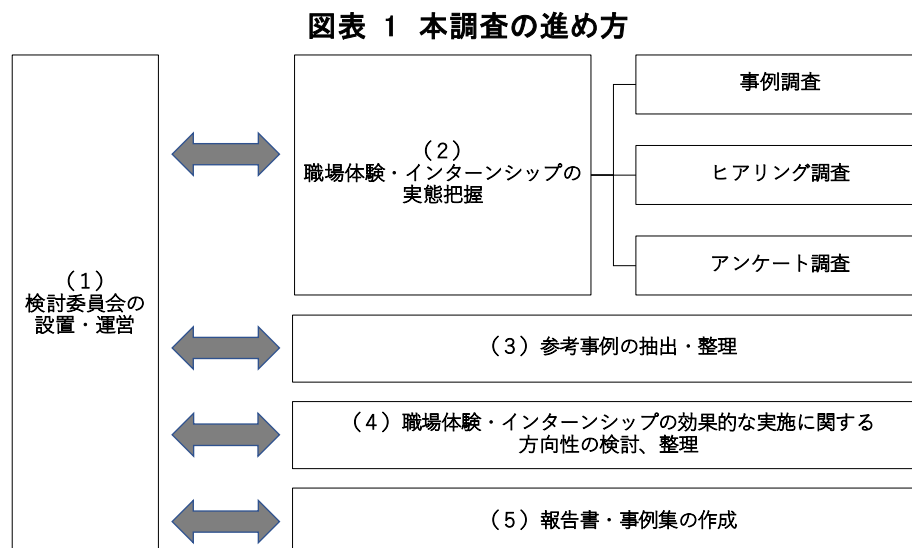 図表 1 本調査の進め方
（1）
検討委員会の
設置・運営
（2）
職場体験・インターンシップの
実態把握
事例調査
ヒアリング調査
アンケート調査
（3）参考事例の抽出・整理
（4）職場体験・インターンシップの効果的な実施に関する
方向性の検討、整理
（5）報告書・事例集の作成